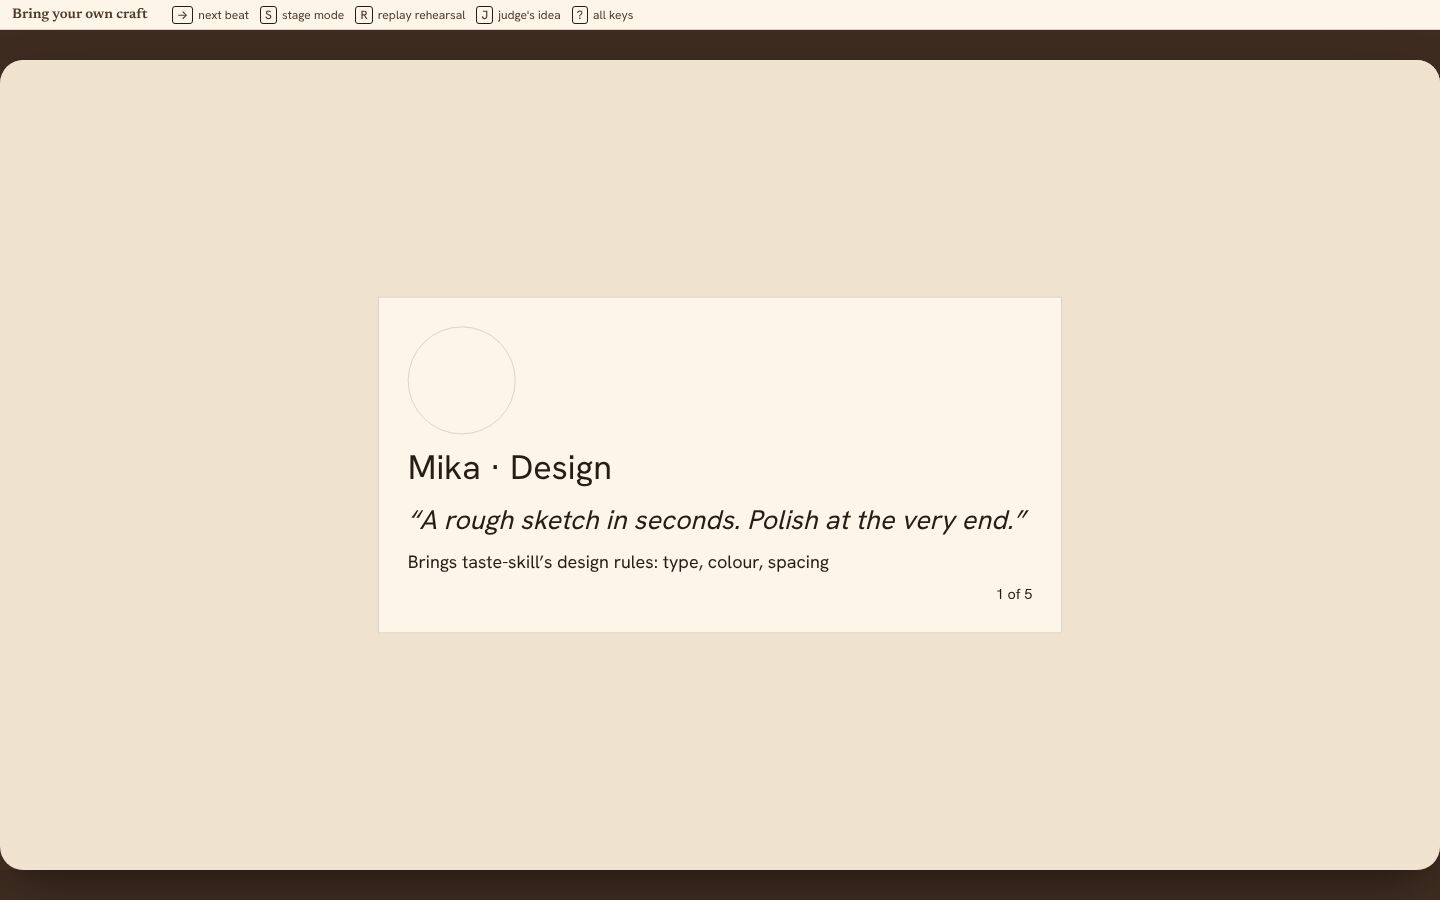 Bring your own craft → next beat S stage mode R replay rehearsal J judge's idea ? all keys
Mika · Design
“A rough sketch in seconds. Polish at the very end.”
Brings taste-skill’s design rules: type, colour, spacing
1 of 5